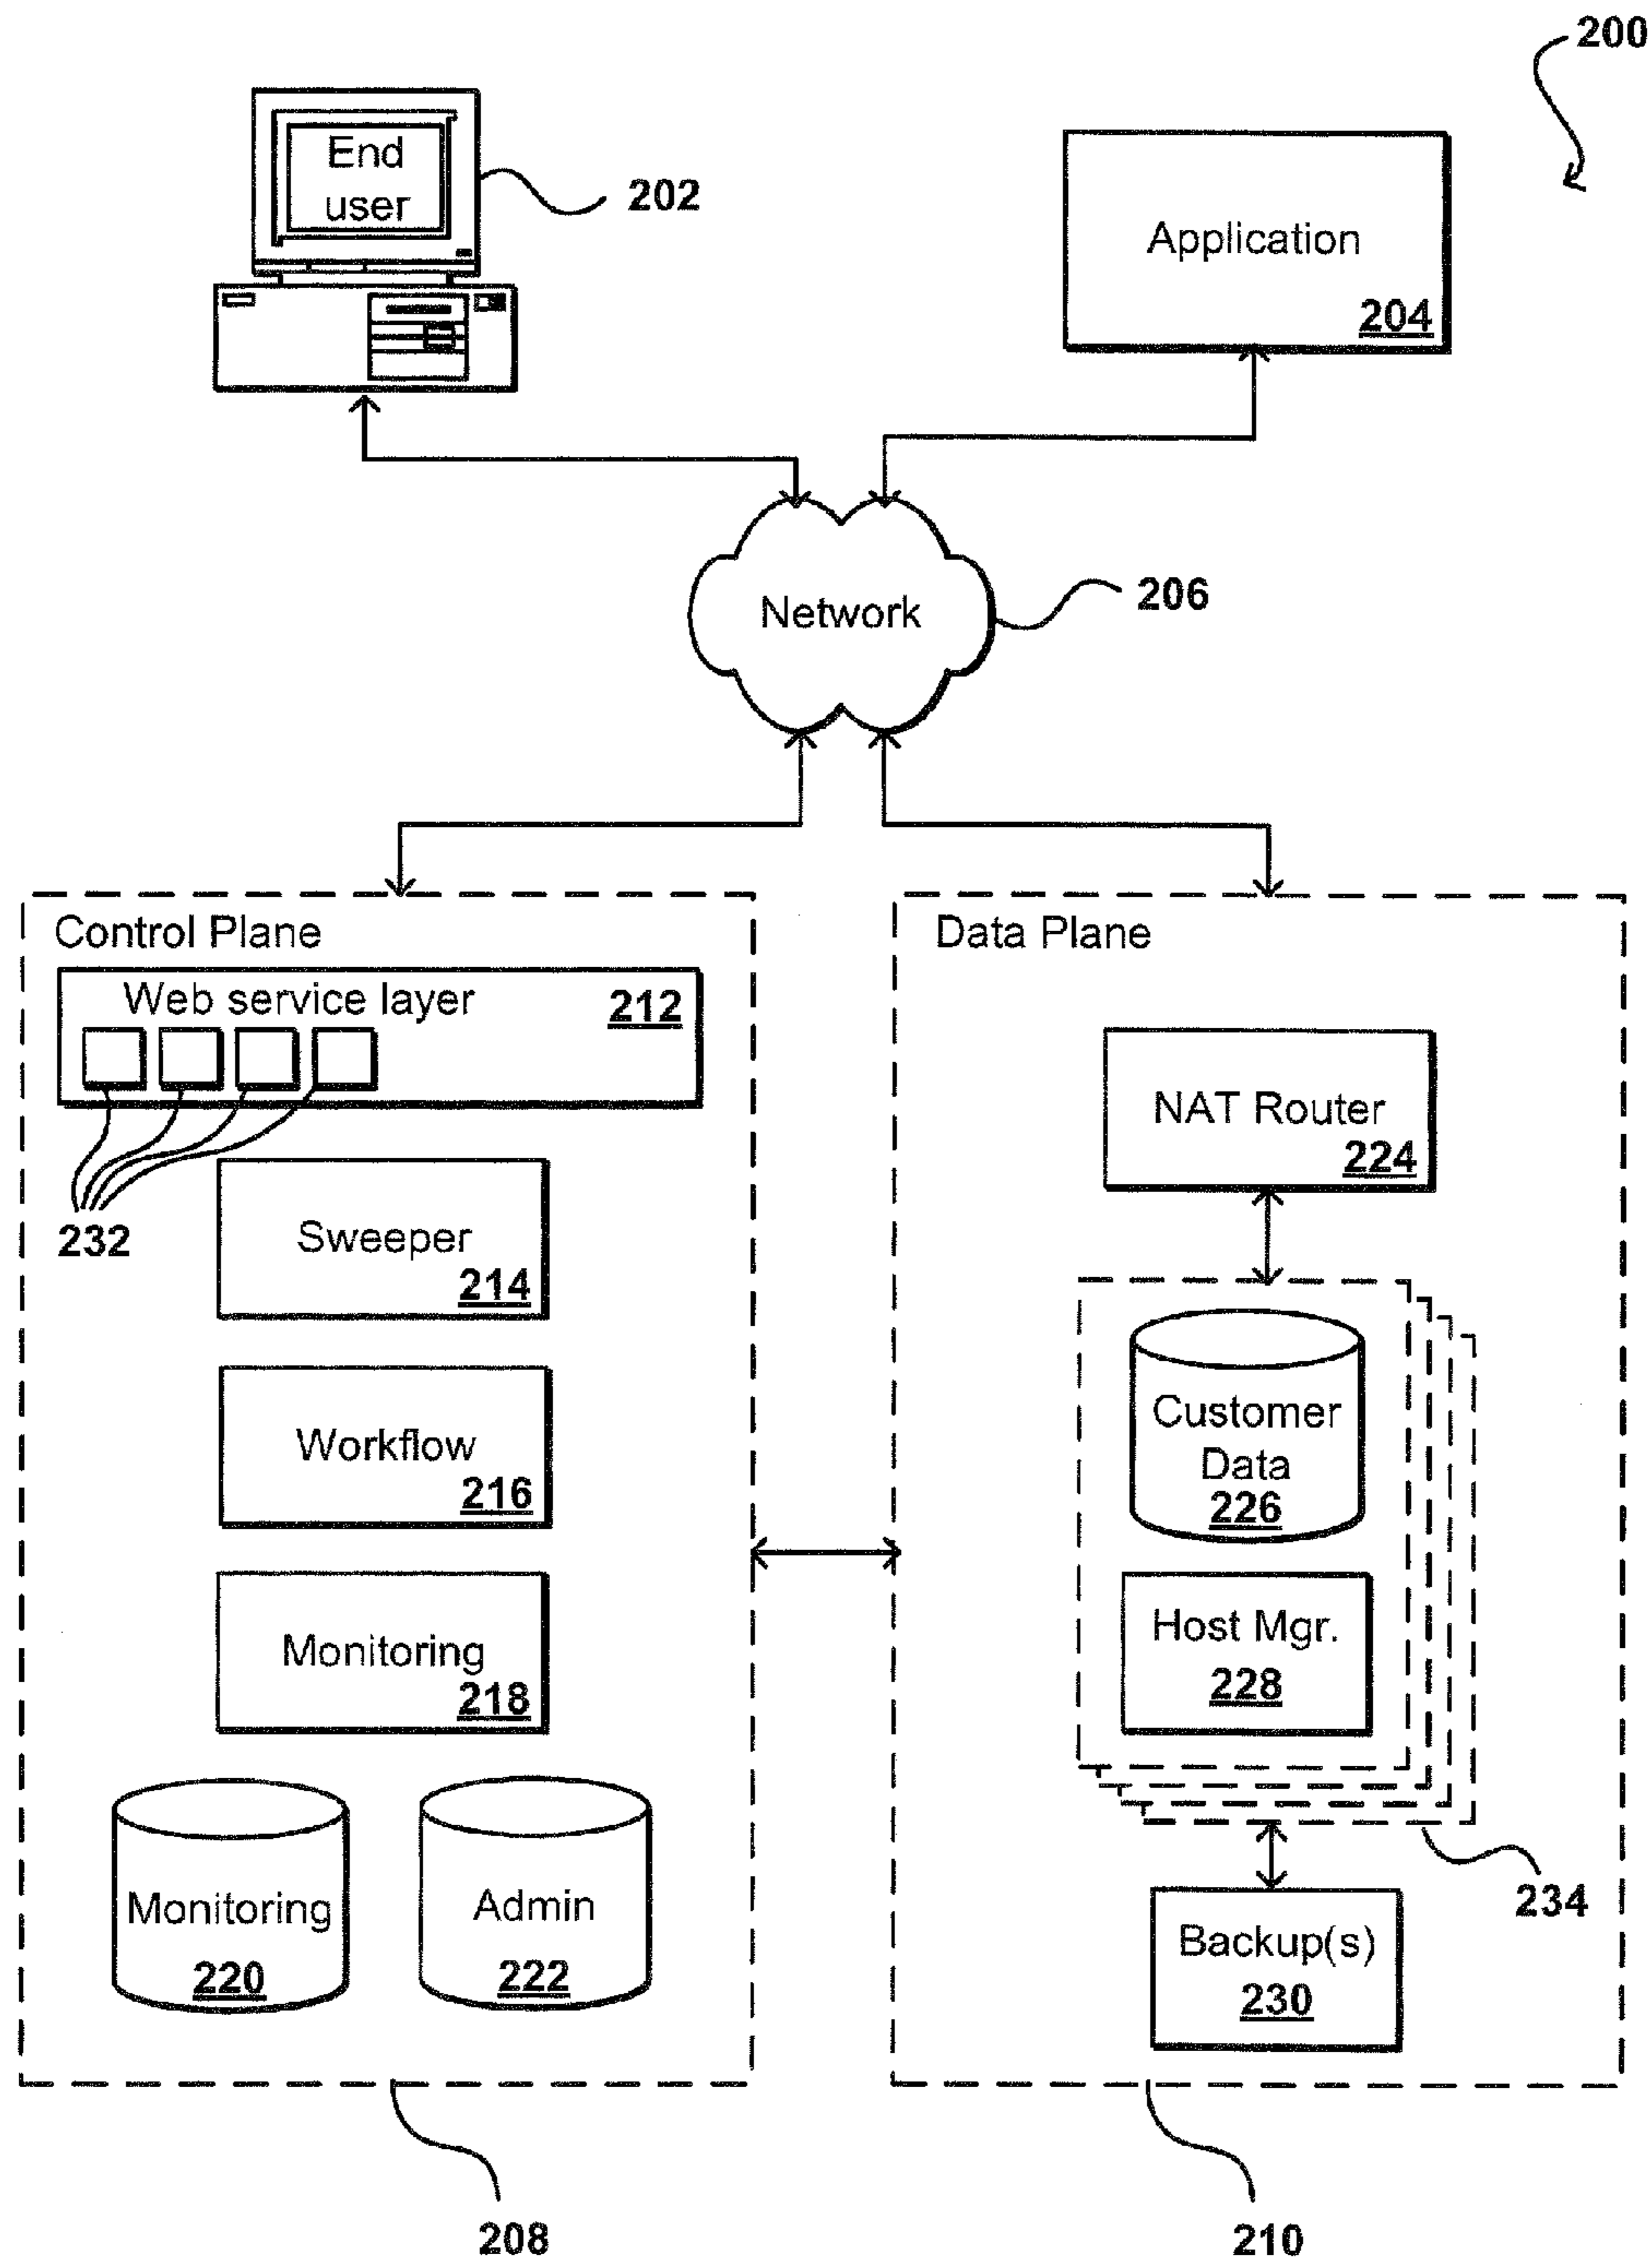 200
End
user
202
Application
204
Network
206
Control Plane
Web service layer
212
232
Sweeper
214
Workflow
216
Monitoring
218
Monitoring
220
Admin
222
208
Data Plane
NAT Router
224
Customer
Data
226
Host Mgr.
228
234
Backup(s)
230
210